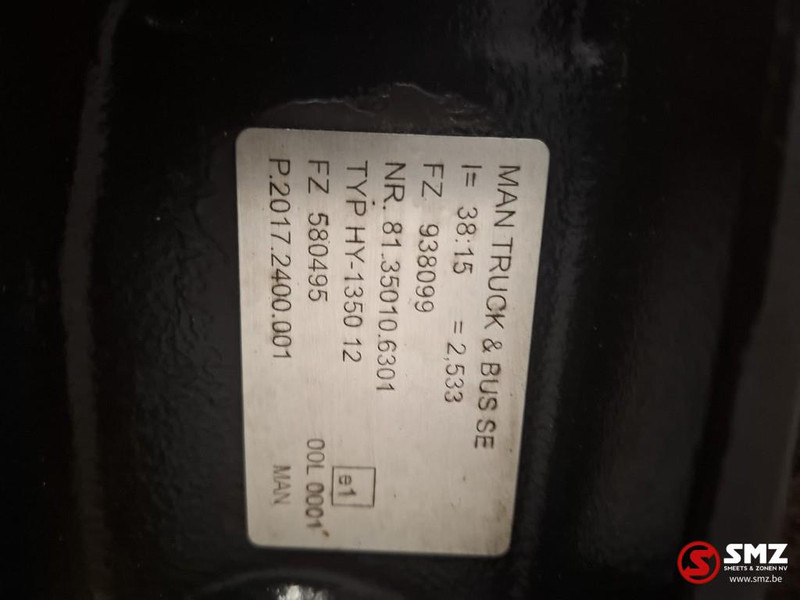 MAN TRUCK & BUS SE
I= 38:15 = 2,533
FZ 938099
NR. 81.35010.6301
TYP HY-1350 12
e1
FZ 580495
00L 0001
P.2017.2400.001
MAN
SMZ
SMEETS & ZONEN NV
www.smz.be